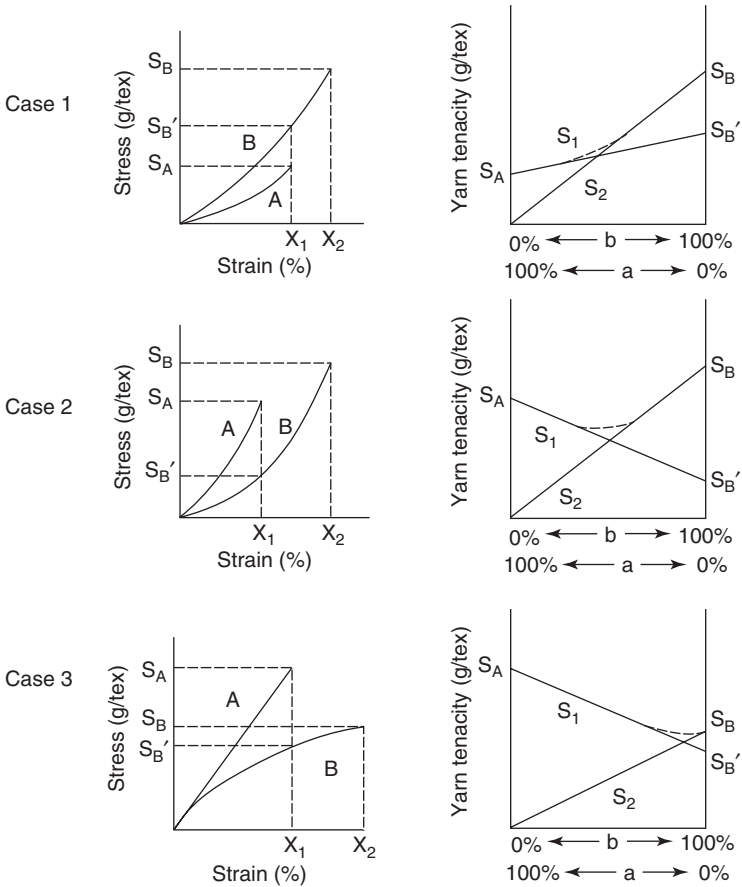 Case 1
Stress (g/tex)
S_B
S_B′
S_A
B
A
X_1 X_2
Strain (%)
Yarn tenacity (g/tex)
S_A
S_1
S_2
S_B
S_B′
0% ← b → 100%
100% ← a → 0%
Case 2
Stress (g/tex)
S_B
S_A
S_B′
A
B
X_1 X_2
Strain (%)
Yarn tenacity (g/tex)
S_A
S_1
S_2
S_B
S_B′
0% ← b → 100%
100% ← a → 0%
Case 3
Stress (g/tex)
S_A
S_B
S_B′
A
B
X_1 X_2
Strain (%)
Yarn tenacity (g/tex)
S_A
S_1
S_2
S_B
S_B′
0% ← b → 100%
100% ← a → 0%